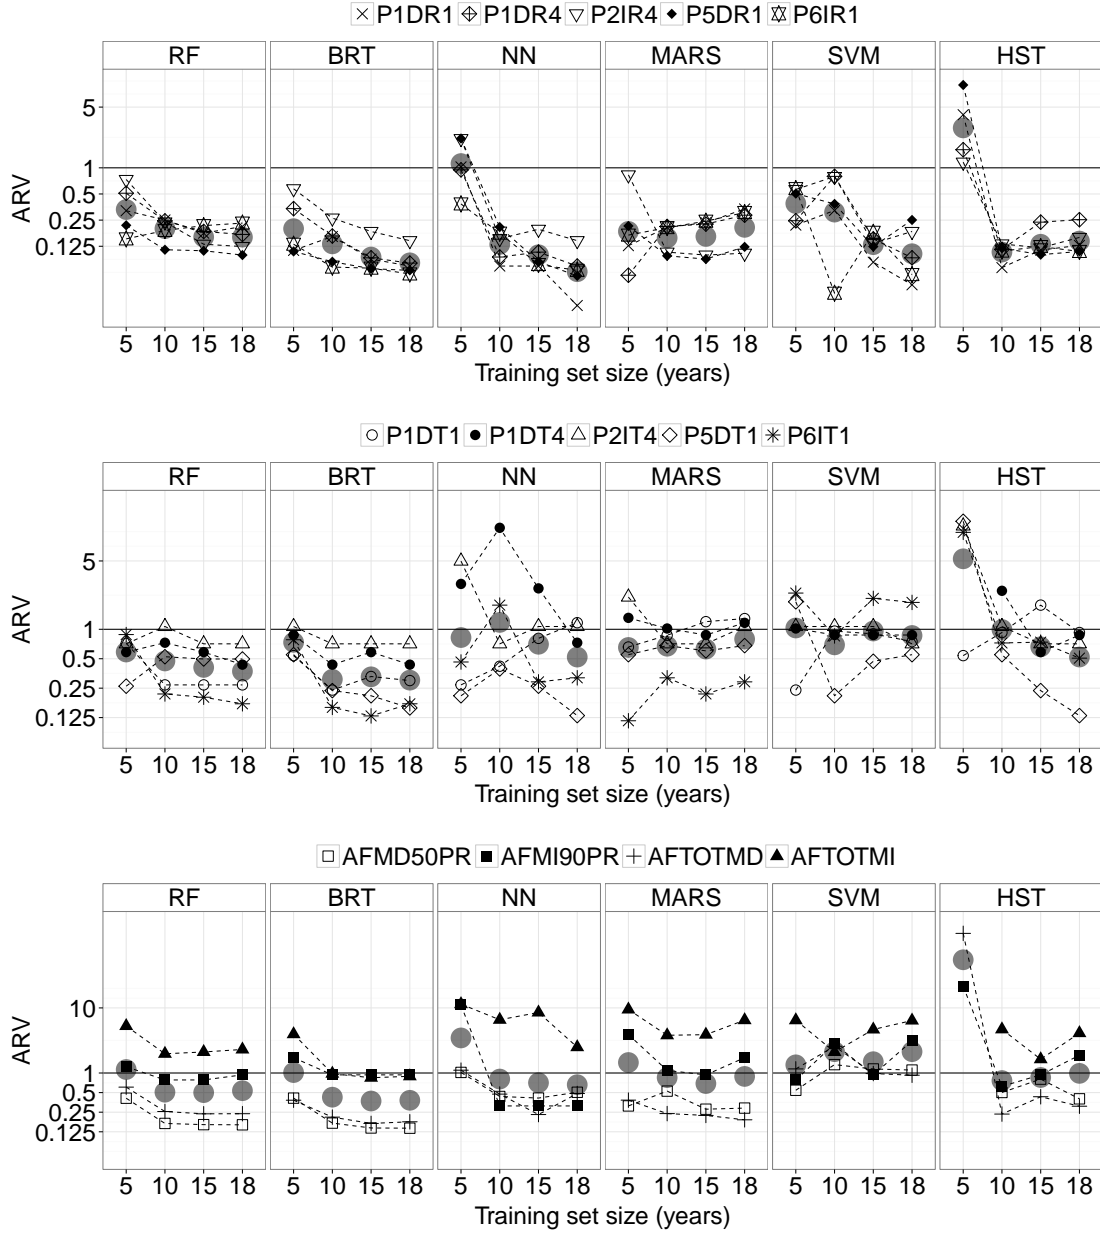 P1DR1 P1DR4 P2IR4 P5DR1 P6IR1
RF BRT NN MARS SVM HST
ARV
5
1
0.5
0.25
0.125
5 10 15 18 5 10 15 18 5 10 15 18 5 10 15 18 5 10 15 18 5 10 15 18
Training set size (years)
P1DT1 P1DT4 P2IT4 P5DT1 P6IT1
RF BRT NN MARS SVM HST
ARV
5
1
0.5
0.25
0.125
5 10 15 18 5 10 15 18 5 10 15 18 5 10 15 18 5 10 15 18 5 10 15 18
Training set size (years)
AFMD50PR AFMI90PR AFTOTMD AFTOTMI
RF BRT NN MARS SVM HST
ARV
10
1
0.5
0.25
0.125
5 10 15 18 5 10 15 18 5 10 15 18 5 10 15 18 5 10 15 18 5 10 15 18
Training set size (years)